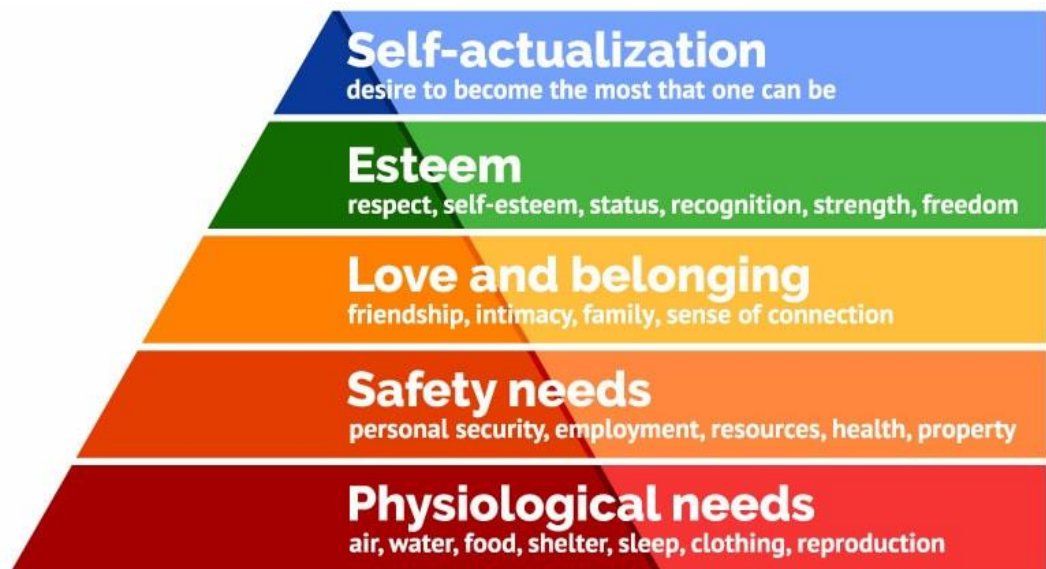 Self-actualization
desire to become the most that one can be
Esteem
respect, self-esteem, status, recognition, strength, freedom
Love and belonging
friendship, intimacy, family, sense of connection
Safety needs
personal security, employment, resources, health, property
Physiological needs
air, water, food, shelter, sleep, clothing, reproduction